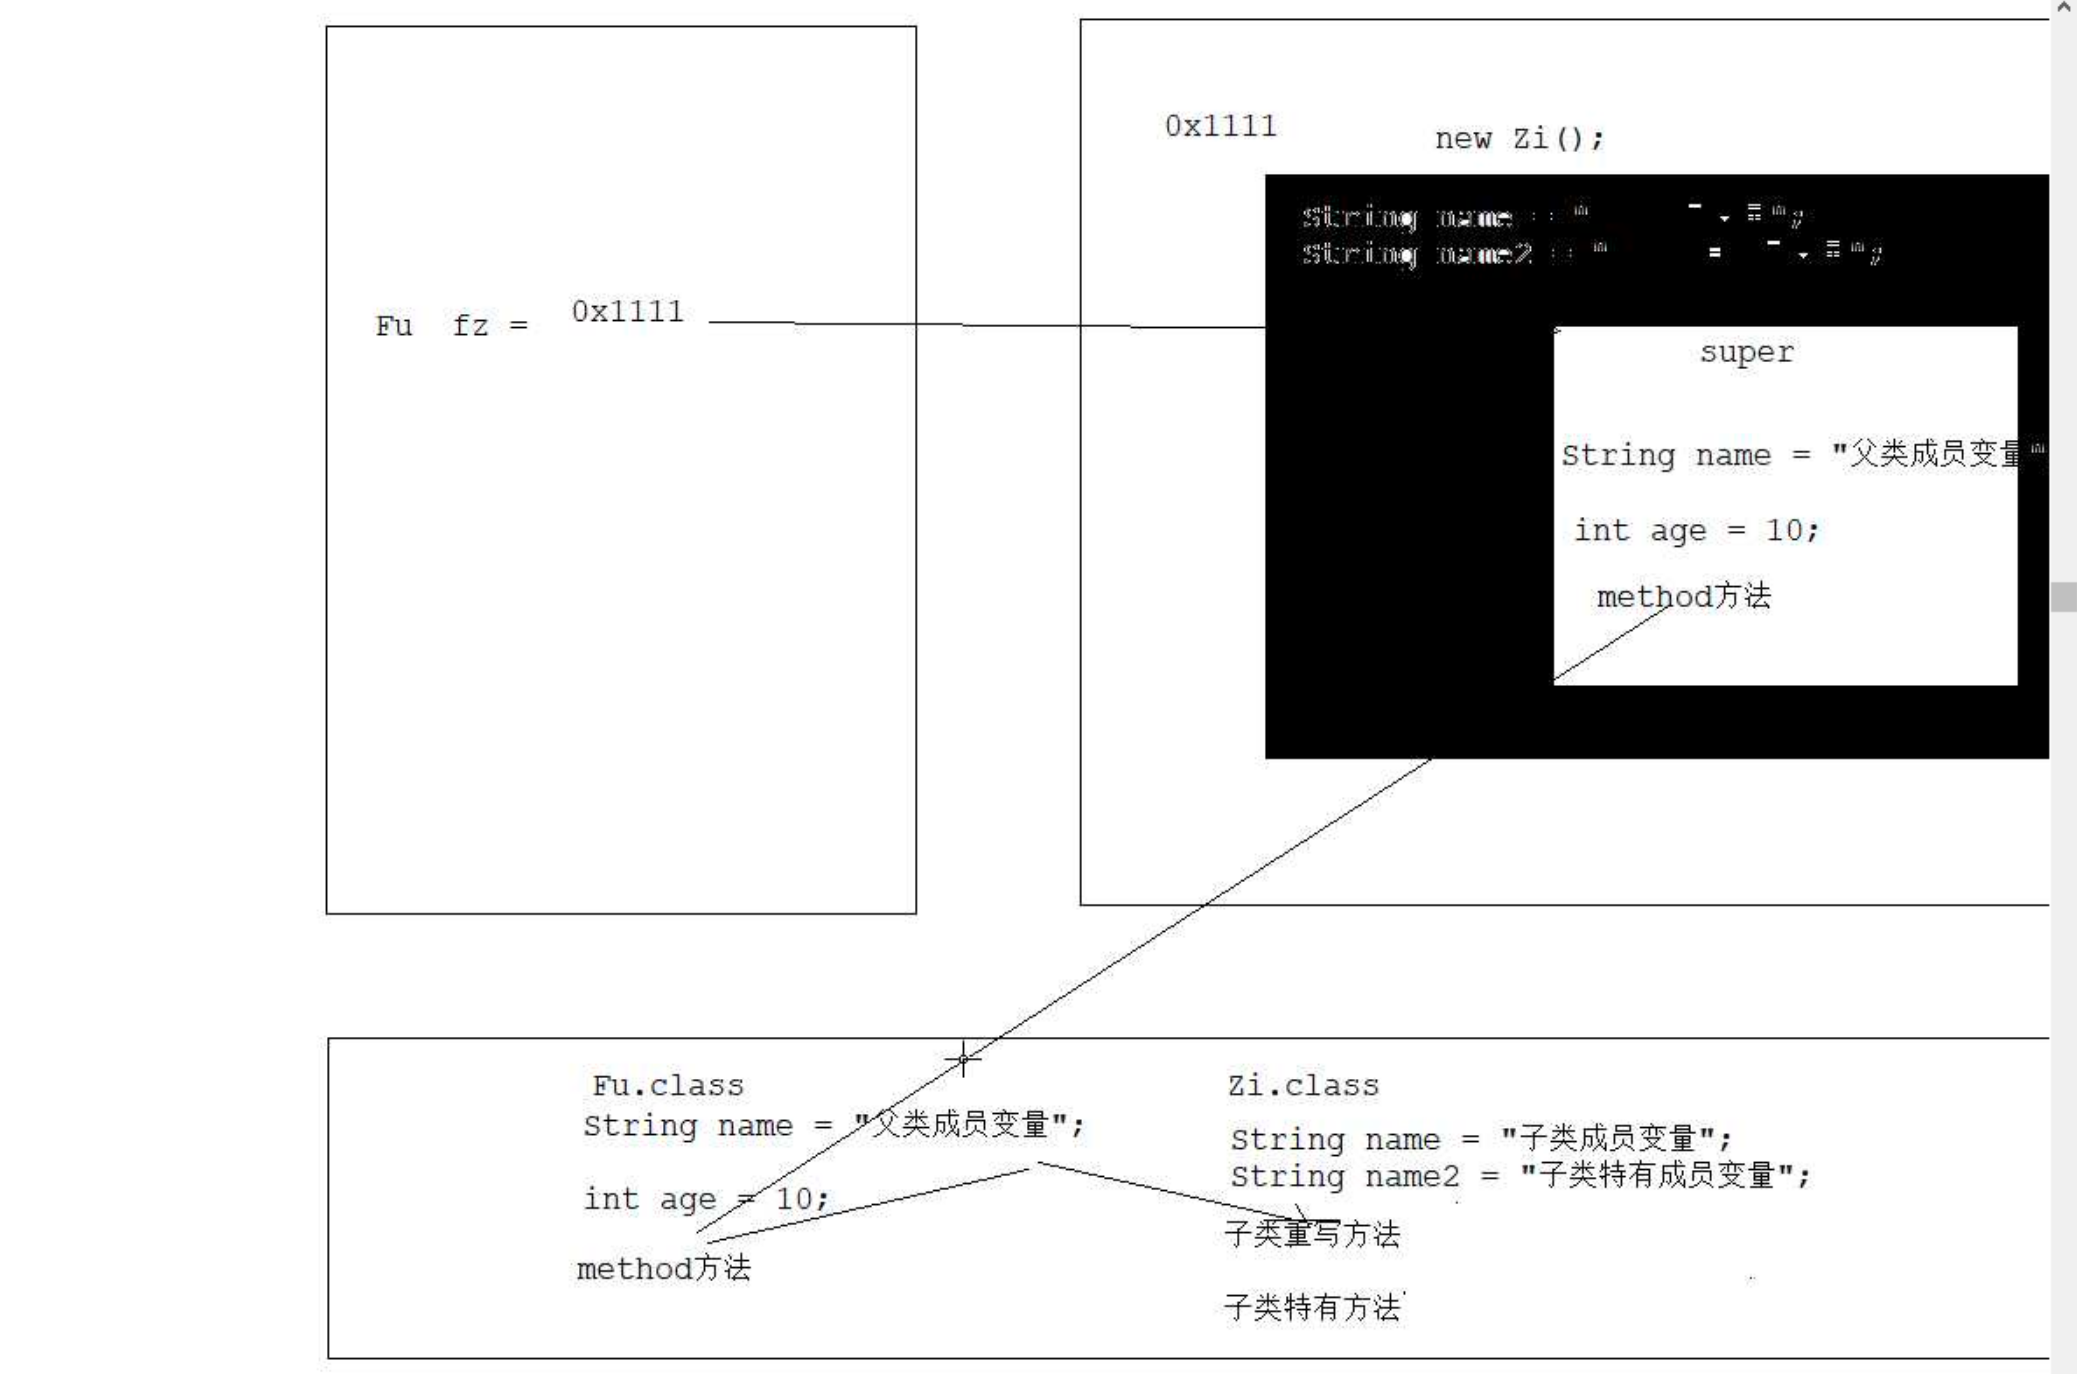 0x1111
new Zi();
String name = "
String name2 = "
Fu fz = 0x1111
super
String name = "父类成员变量"
int age = 10;
method方法
Fu.class
String name = "父类成员变量";
int age = 10;
method方法
Zi.class
String name = "子类成员变量";
String name2 = "子类特有成员变量";
子类重写方法
子类特有方法